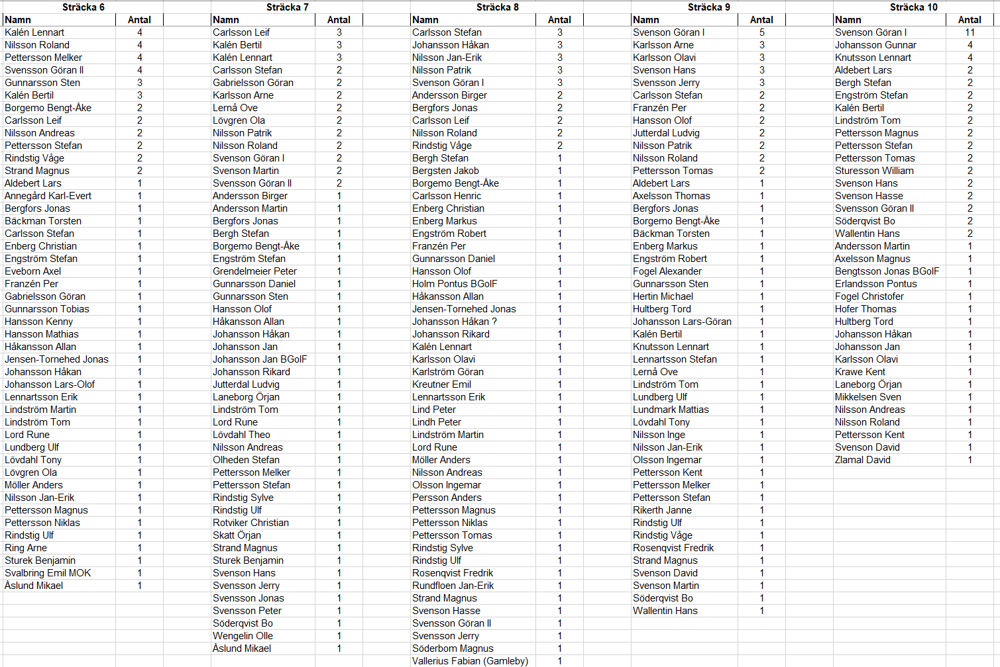 Sträcka 6 Sträcka 7 Sträcka 8 Sträcka 9 Sträcka 10
Namn Antal Namn Antal Namn Antal Namn Antal Namn Antal
Kalén Lennart 4 Carlsson Leif 3 Carlsson Stefan 3 Svenson Göran I 5 Svenson Göran I 11
Nilsson Roland 4 Kalén Bertil 3 Johansson Håkan 3 Karlsson Arne 3 Johansson Gunnar 4
Pettersson Melker 4 Kalén Lennart 3 Nilsson Jan-Erik 3 Karlsson Olavi 3 Knutsson Lennart 4
Svensson Göran II 4 Carlsson Stefan 2 Nilsson Patrik 3 Svenson Hans 3 Aldebert Lars 2
Gunnarsson Sten 3 Gabrielsson Göran 2 Svenson Göran I 3 Svensson Jerry 3 Bergh Stefan 2
Kalén Bertil 3 Karlsson Arne 2 Andersson Birger 2 Carlsson Stefan 2 Engström Stefan 2
Borgemo Bengt-Åke 2 Lernå Ove 2 Bergfors Jonas 2 Franzén Per 2 Kalén Bertil 2
Carlsson Leif 2 Lövgren Ola 2 Carlsson Leif 2 Hansson Olof 2 Lindström Tom 2
Nilsson Andreas 2 Nilsson Patrik 2 Nilsson Roland 2 Jutterdal Ludvig 2 Pettersson Magnus 2
Pettersson Stefan 2 Nilsson Roland 2 Rindstig Våge 2 Nilsson Patrik 2 Pettersson Stefan 2
Rindstig Våge 2 Svenson Göran I 2 Bergh Stefan 1 Nilsson Roland 2 Pettersson Tomas 2
Strand Magnus 2 Svenson Martin 2 Bergsten Jakob 1 Pettersson Tomas 2 Sturesson William 2
Aldebert Lars 1 Svensson Göran II 2 Borgemo Bengt-Åke 1 Aldebert Lars 1 Svenson Hans 2
Annegård Karl-Evert 1 Andersson Birger 1 Carlsson Henric 1 Axelsson Thomas 1 Svenson Hasse 2
Bergfors Jonas 1 Andersson Martin 1 Enberg Christian 1 Bergfors Jonas 1 Svensson Göran II 2
Bäckman Torsten 1 Bergfors Jonas 1 Enberg Markus 1 Borgemo Bengt-Åke 1 Söderqvist Bo 2
Carlsson Stefan 1 Bergh Stefan 1 Engström Robert 1 Bäckman Torsten 1 Wallentin Hans 2
Enberg Christian 1 Borgemo Bengt-Åke 1 Franzén Per 1 Enberg Markus 1 Andersson Martin 1
Engström Stefan 1 Engström Stefan 1 Gunnarsson Daniel 1 Engström Robert 1 Axelsson Magnus 1
Eveborn Axel 1 Grendelmeier Peter 1 Hansson Olof 1 Fogel Alexander 1 Bengtsson Jonas BGoIF 1
Franzén Per 1 Gunnarsson Daniel 1 Holm Pontus BGoIF 1 Gunnarsson Sten 1 Erlandsson Pontus 1
Gabrielsson Göran 1 Gunnarsson Sten 1 Håkansson Allan 1 Hertin Michael 1 Fogel Christofer 1
Gunnarsson Tobias 1 Hansson Olof 1 Jensen-Tornehed Jonas 1 Hultberg Tord 1 Hofer Thomas 1
Hansson Kenny 1 Håkansson Allan 1 Johansson Håkan ? 1 Johansson Lars-Göran 1 Hultberg Tord 1
Hansson Mathias 1 Johansson Håkan 1 Johansson Rikard 1 Kalén Bertil 1 Johansson Håkan 1
Håkansson Allan 1 Johansson Jan 1 Kalén Lennart 1 Knutsson Lennart 1 Johansson Jan 1
Jensen-Tornehed Jonas 1 Johansson Jan BGoIF 1 Karlsson Olavi 1 Lennartsson Stefan 1 Karlsson Olavi 1
Johansson Håkan 1 Johansson Rikard 1 Karlström Göran 1 Lernå Ove 1 Krawe Kent 1
Johansson Lars-Olof 1 Jutterdal Ludvig 1 Kreutner Emil 1 Lindström Tom 1 Laneborg Örjan 1
Lennartsson Erik 1 Laneborg Örjan 1 Lennartsson Erik 1 Lundberg Ulf 1 Mikkelsen Sven 1
Lindström Martin 1 Lindström Tom 1 Lind Peter 1 Lundmark Mattias 1 Nilsson Andreas 1
Lindström Tom 1 Lord Rune 1 Lindh Peter 1 Lövdahl Tony 1 Nilsson Roland 1
Lord Rune 1 Lövdahl Theo 1 Lindström Martin 1 Nilsson Inge 1 Pettersson Kent 1
Lundberg Ulf 1 Nilsson Andreas 1 Lord Rune 1 Nilsson Jan-Erik 1 Svenson David 1
Lövdahl Tony 1 Olheden Stefan 1 Möller Anders 1 Olsson Ingemar 1 Zlamal David 1
Lövgren Ola 1 Pettersson Melker 1 Nilsson Andreas 1 Pettersson Kent 1
Möller Anders 1 Pettersson Stefan 1 Olsson Ingemar 1 Pettersson Melker 1
Nilsson Jan-Erik 1 Rindstig Sylve 1 Persson Anders 1 Pettersson Stefan 1
Pettersson Magnus 1 Rindstig Ulf 1 Pettersson Magnus 1 Rikerth Janne 1
Pettersson Niklas 1 Rotviker Christian 1 Pettersson Niklas 1 Rindstig Ulf 1
Rindstig Ulf 1 Skatt Örjan 1 Pettersson Tomas 1 Rindstig Våge 1
Ring Arne 1 Strand Magnus 1 Rindstig Sylve 1 Rosenqvist Fredrik 1
Sturek Benjamin 1 Sturek Benjamin 1 Rindstig Ulf 1 Strand Magnus 1
Svalbring Emil MOK 1 Svenson Hans 1 Rosenqvist Fredrik 1 Svenson David 1
Åslund Mikael 1 Svensson Jerry 1 Rundfloen Jan-Erik 1 Svenson Martin 1
Svensson Jonas 1 Strand Magnus 1 Söderqvist Bo 1
Svensson Peter 1 Svenson Hasse 1 Wallentin Hans 1
Söderqvist Bo 1 Svensson Göran II 1
Wengelin Olle 1 Svensson Jerry 1
Åslund Mikael 1 Söderbom Magnus 1
Vallerius Fabian (Gamleby) 1